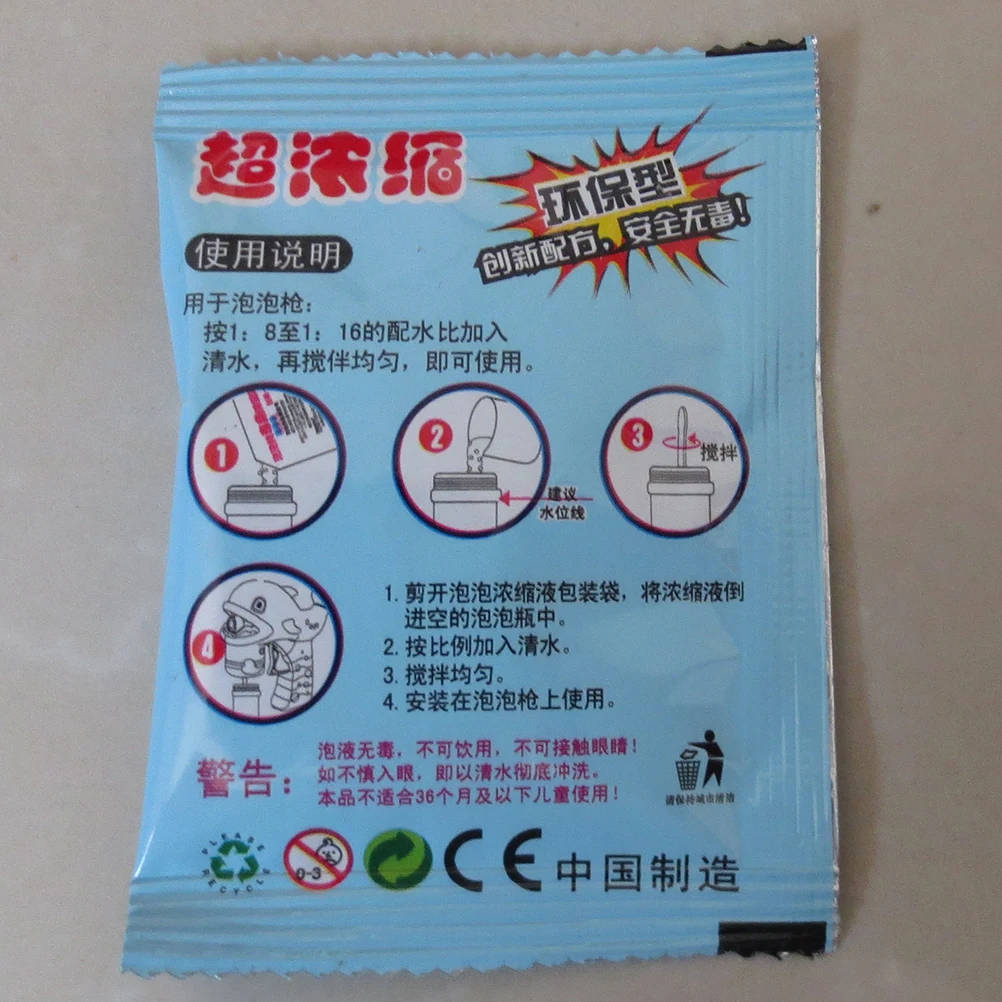 超浓缩
环保型
创新配方，安全无毒！
使用说明
用于泡泡枪：
按1：8至1：16的配水比加入
清水，再搅伴均匀，即可使用。
1
2
建议
水位线
3
搅拌
4
1. 剪开泡泡浓缩液包装袋，将浓缩液倒
进空的泡泡瓶中。
2. 按比例加入清水。
3. 搅拌均匀。
4. 安装在泡泡枪上使用。
警告：
泡液无毒，不可饮用，不可接触眼睛！
如不慎入眼，即以清水彻底冲洗。
本品不适合36个月及以下儿童使用！
请保持城市清洁
PLEASE
RECYCLE
0-3
CE
中国制造